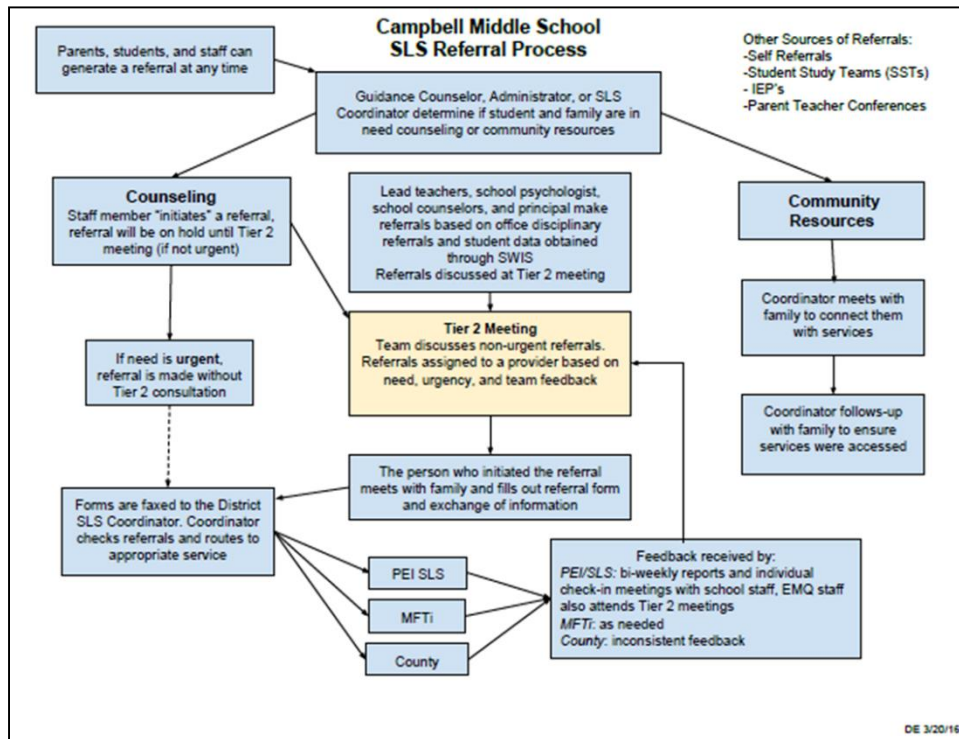 Campbell Middle School
SLS Referral Process
Parents, students, and staff can
generate a referral at any time
Other Sources of Referrals:
-Self Referrals
-Student Study Teams (SSTs)
- IEP's
-Parent Teacher Conferences
Guidance Counselor, Administrator, or SLS
Coordinator determine if student and family are in
need counseling or community resources
Counseling
Staff member "initiates" a referral,
referral will be on hold until Tier 2
meeting (if not urgent)
Lead teachers, school psychologist,
school counselors, and principal make
referrals based on office disciplinary
referrals and student data obtained
through SWIS
Referrals discussed at Tier 2 meeting
Community
Resources
Coordinator meets with
family to connect them
with services
If need is urgent,
referral is made without
Tier 2 consultation
Tier 2 Meeting
Team discusses non-urgent referrals.
Referrals assigned to a provider based on
need, urgency, and team feedback
Coordinator follows-up
with family to ensure
services were accessed
The person who initiated the referral
meets with family and fills out referral form
and exchange of information
Forms are faxed to the District
SLS Coordinator. Coordinator
checks referrals and routes to
appropriate service
PEI SLS
MFTi
County
Feedback received by:
PEI/SLS: bi-weekly reports and individual
check-in meetings with school staff, EMQ staff
also attends Tier 2 meetings
MFTi: as needed
County: inconsistent feedback
DE 3/20/16